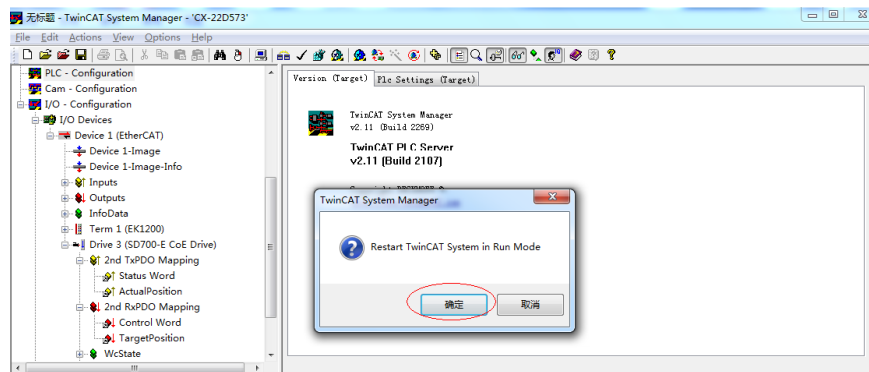 无标题 - TwinCAT System Manager - 'CX-22D573'
File Edit Actions View Options Help
PLC - Configuration
Cam - Configuration
I/O - Configuration
I/O Devices
Device 1 (EtherCAT)
Device 1-Image
Device 1-Image-Info
Inputs
Outputs
InfoData
Term 1 (EK1200)
Drive 3 (SD700-E CoE Drive)
2nd TxPDO Mapping
Status Word
ActualPosition
2nd RxPDO Mapping
Control Word
TargetPosition
WcState
Version (Target) Plc Settings (Target)
TwinCAT System Manager
v2.11 (Build 2269)
TwinCAT PLC Server
v2.11 (Build 2107)
TwinCAT System Manager
Restart TwinCAT System in Run Mode
确定 取消